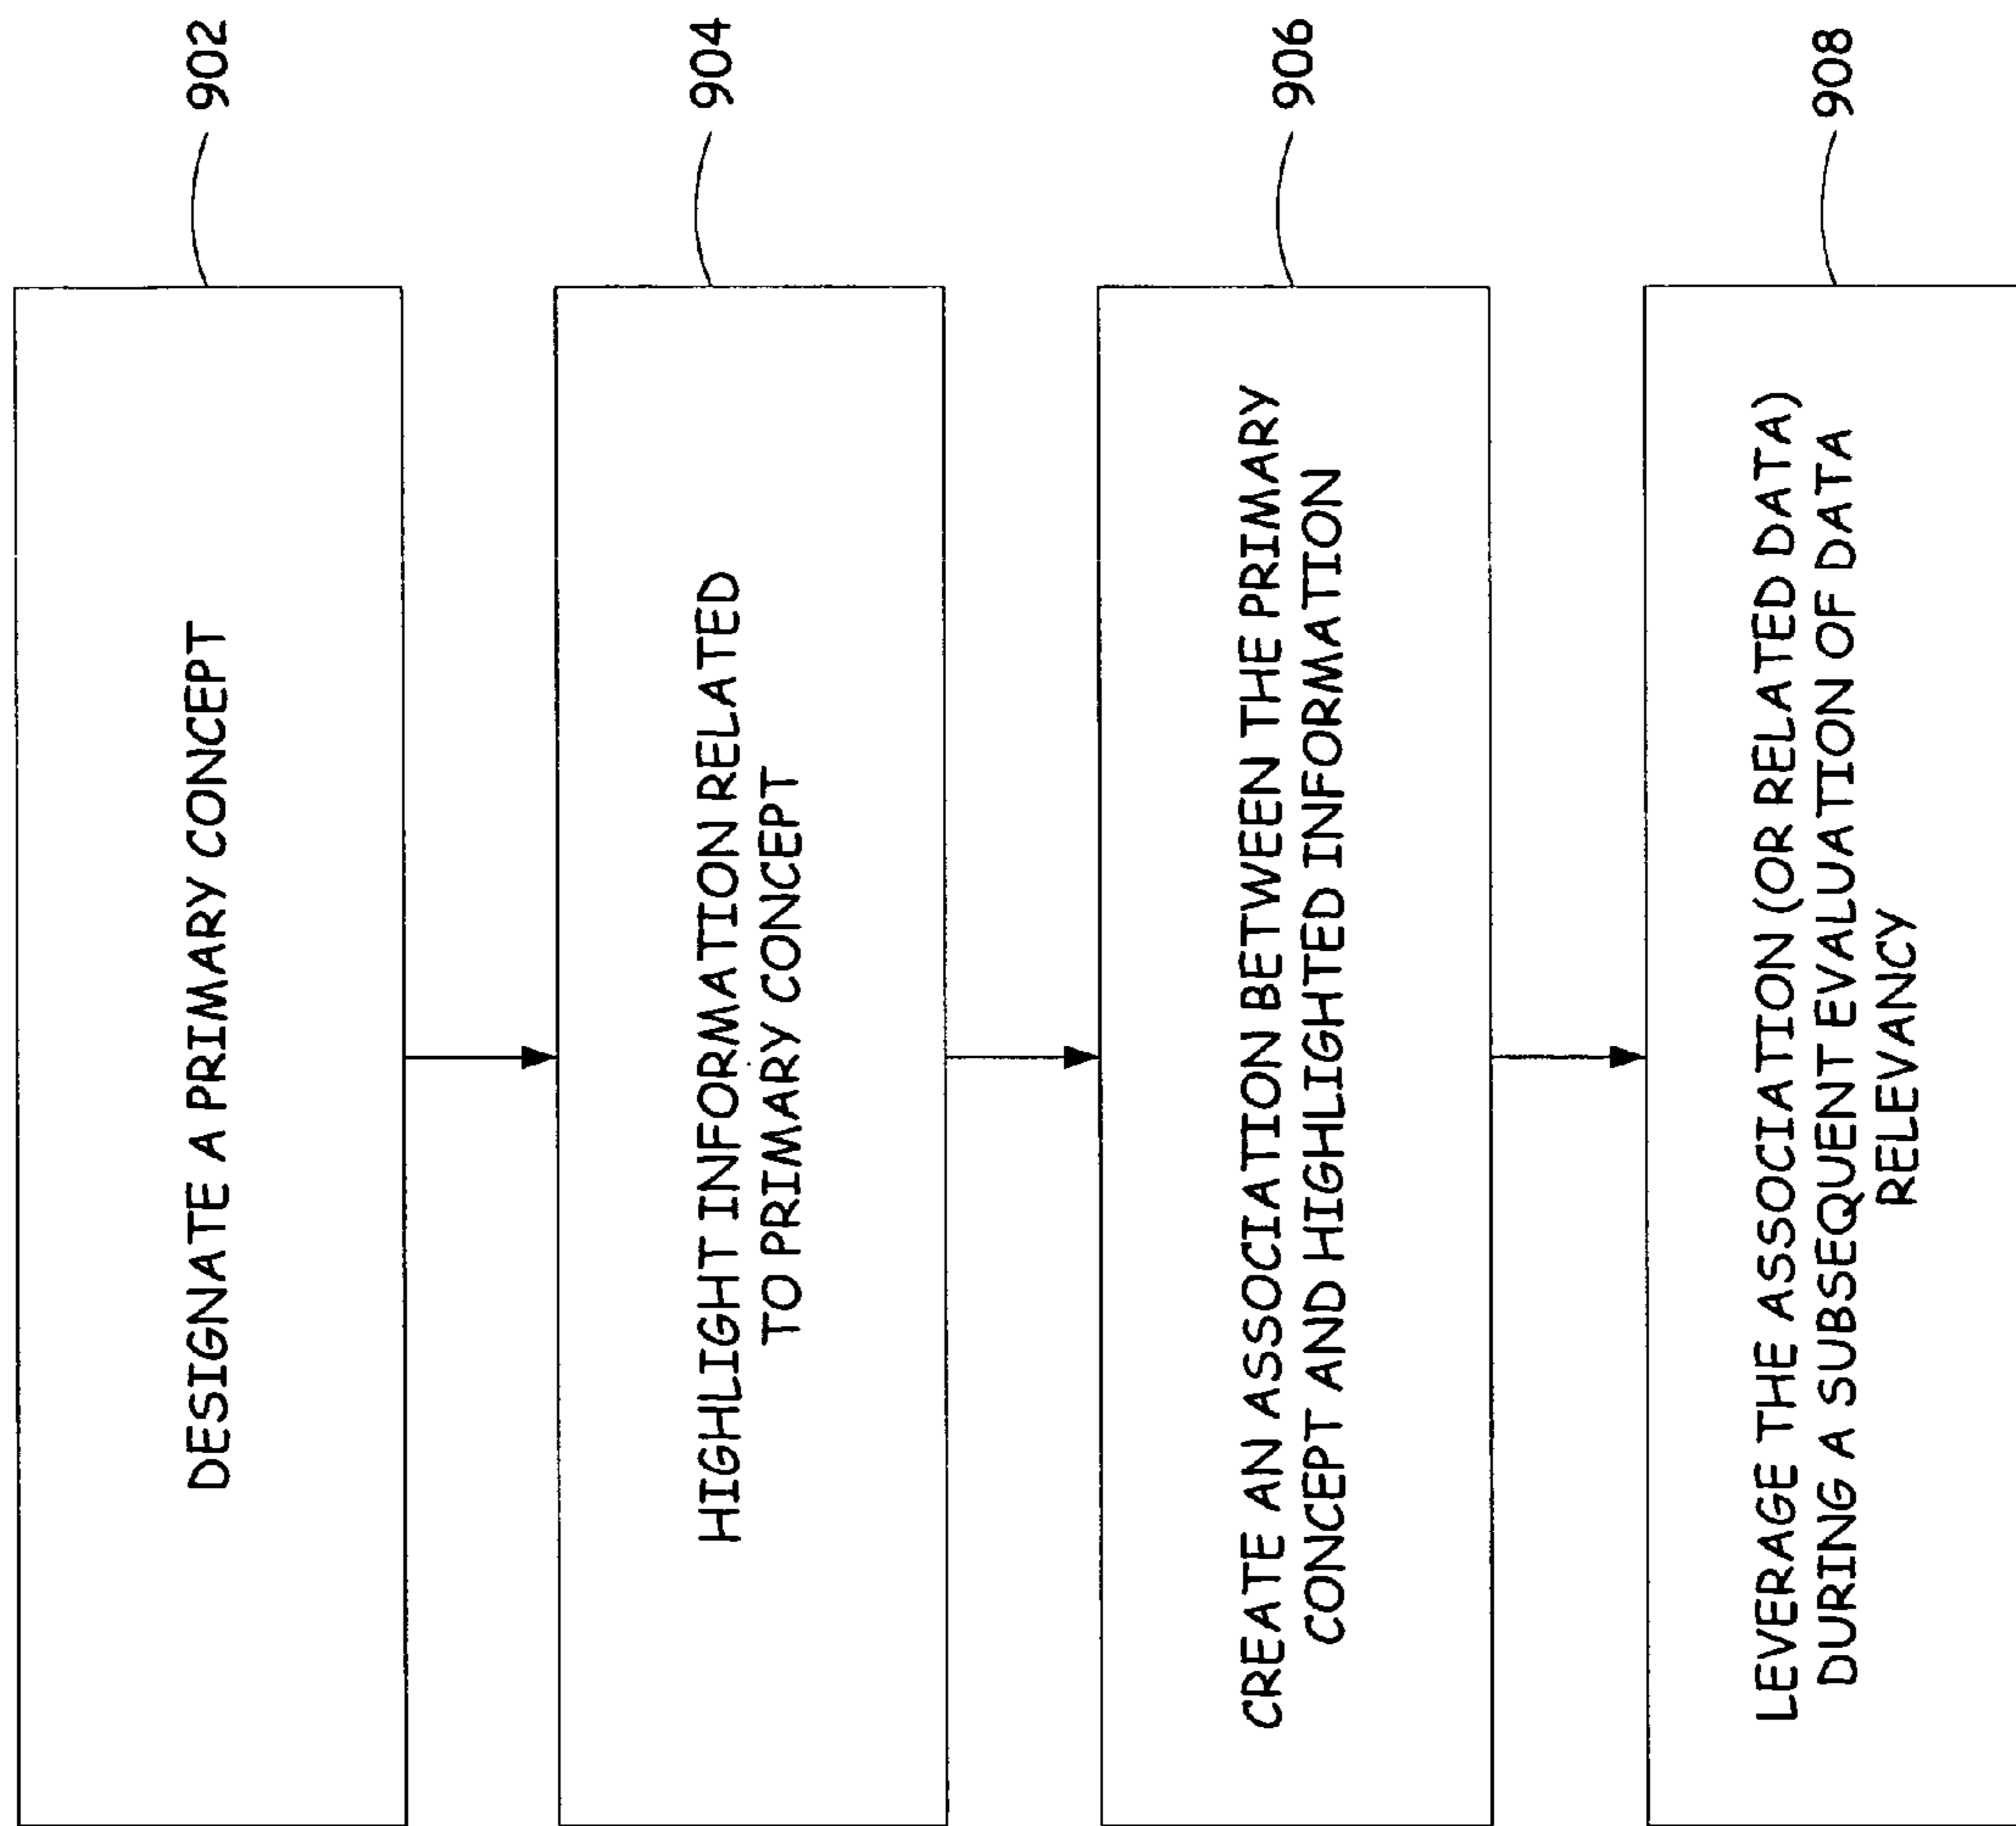 DESIGNATE A PRIMARY CONCEPT
902
HIGHLIGHT INFORMATION RELATED
TO PRIMARY CONCEPT
904
CREATE AN ASSOCIATION BETWEEN THE PRIMARY
CONCEPT AND HIGHLIGHTED INFORMATION
906
LEVERAGE THE ASSOCIATION (OR RELATED DATA)
DURING A SUBSEQUENT EVALUATION OF DATA
RELEVANCY
908